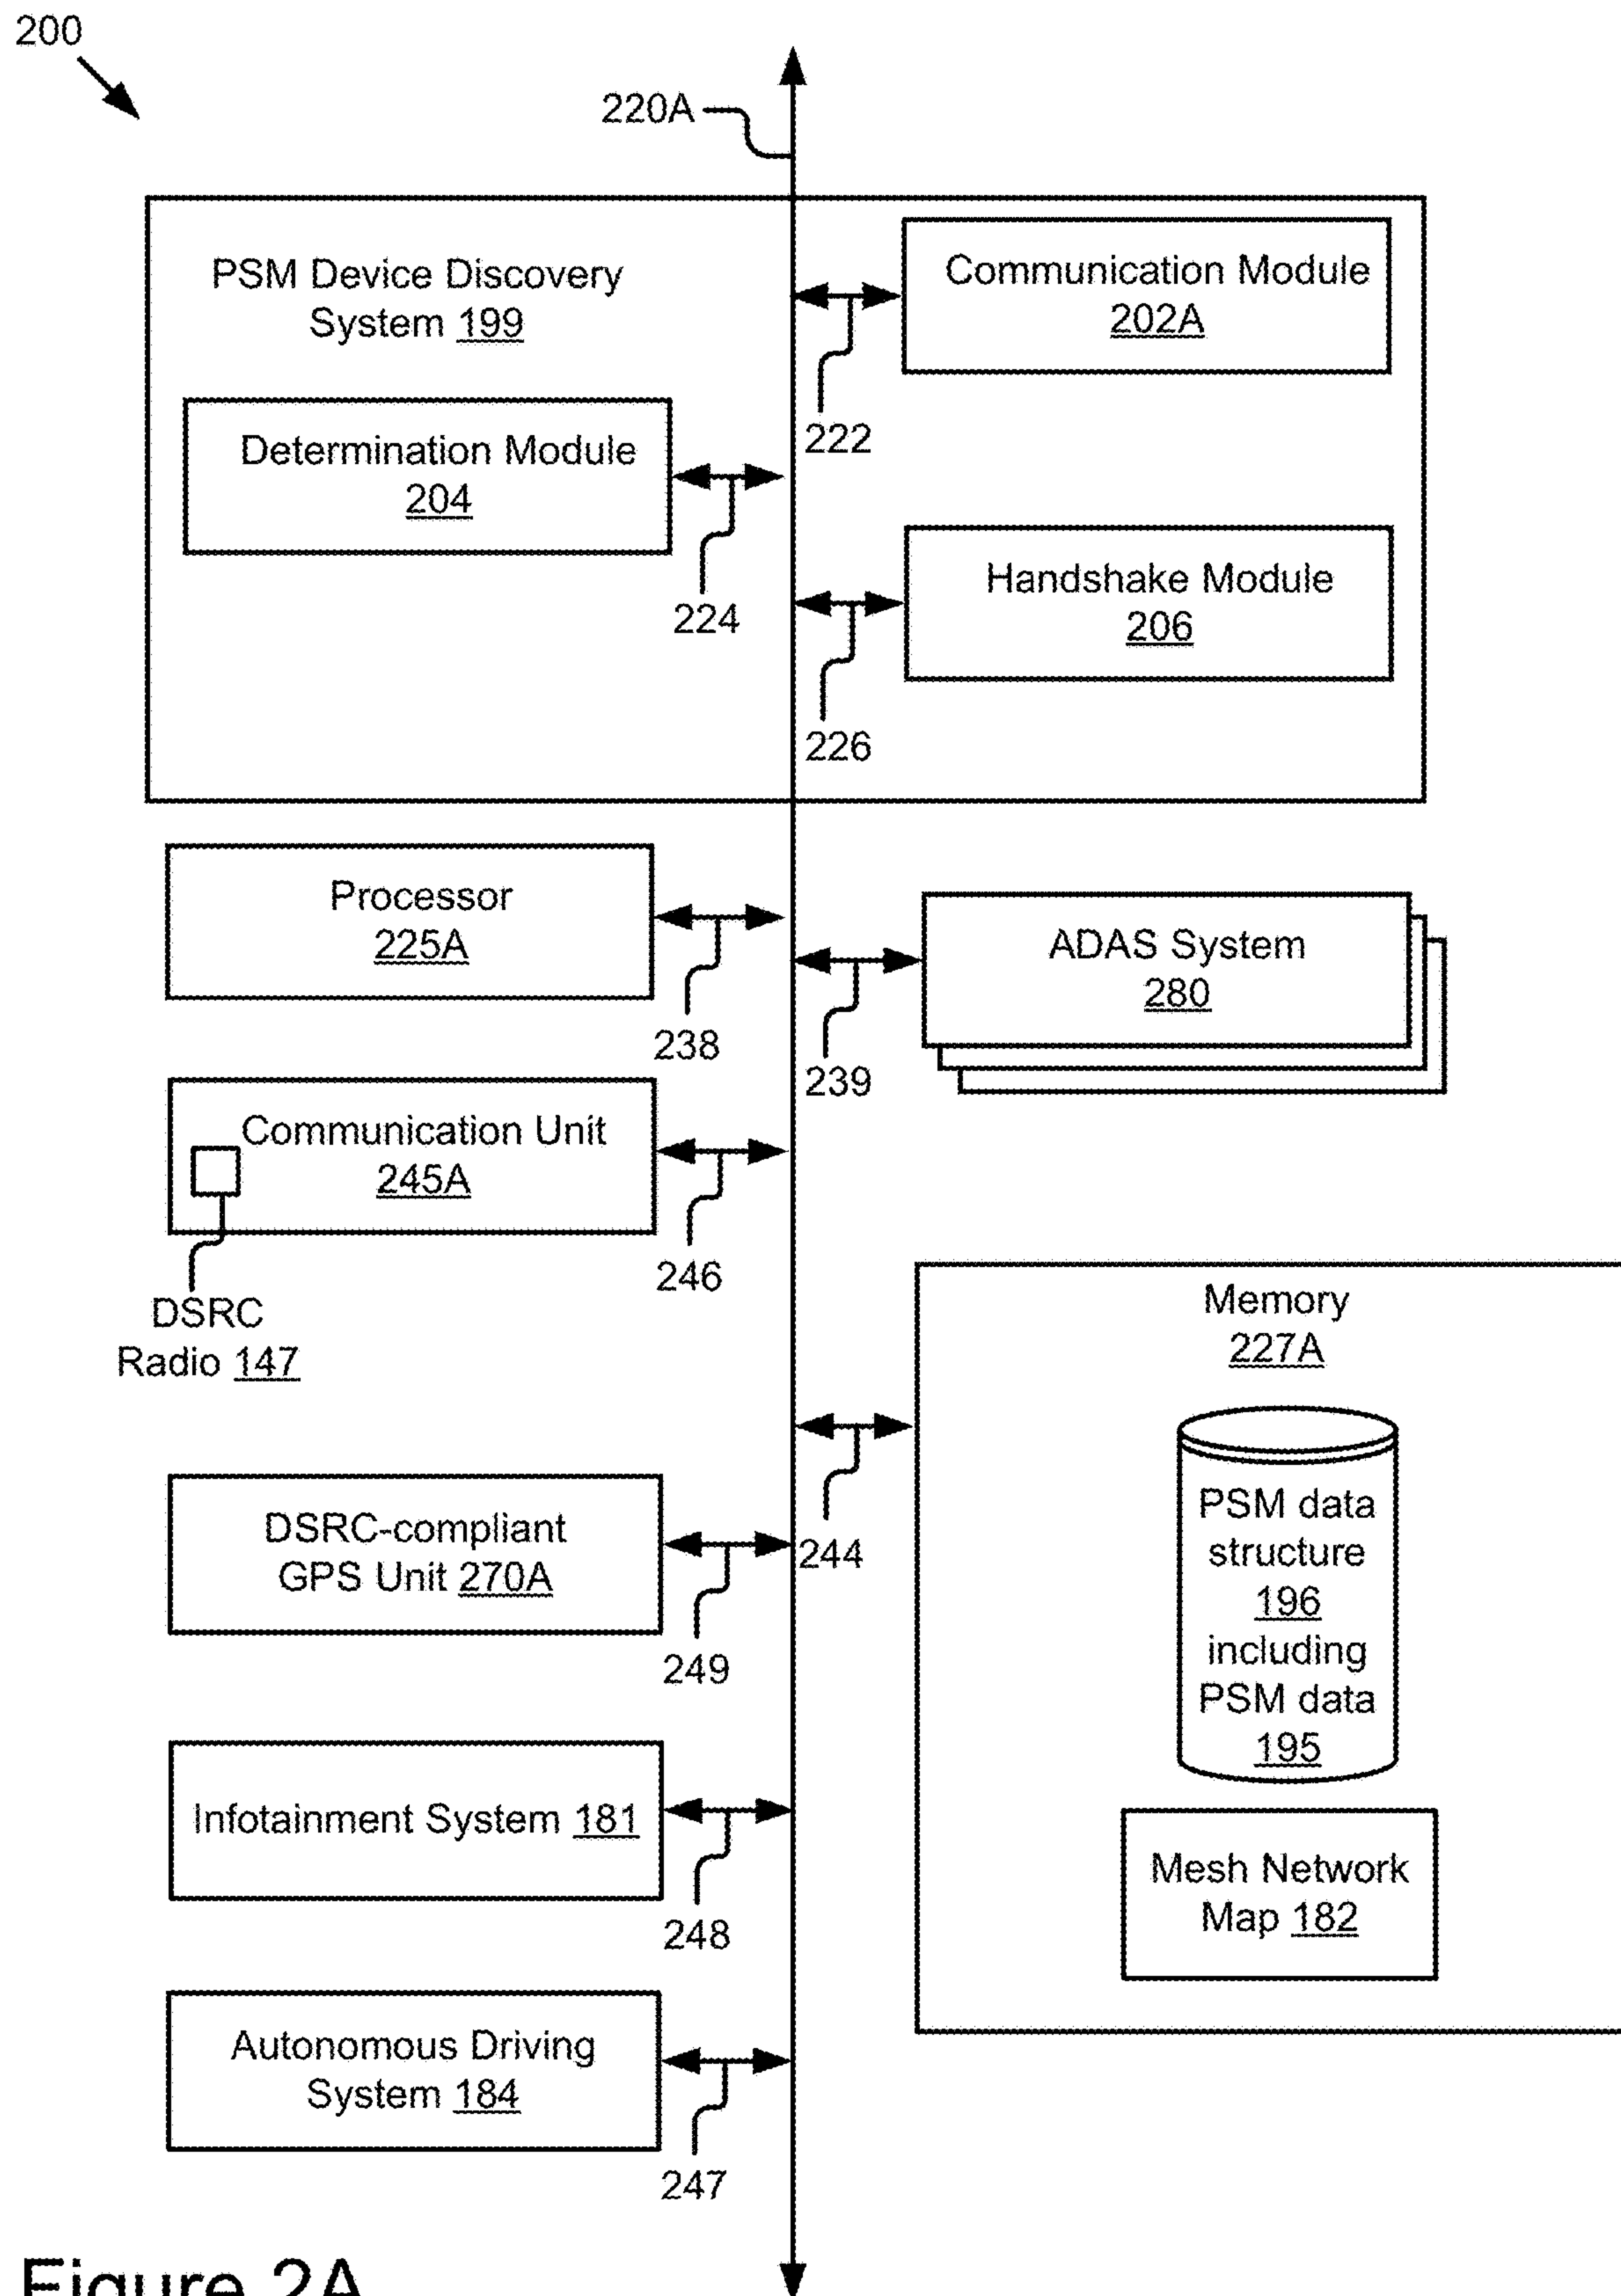 200
220A
PSM Device Discovery
System 199
Communication Module
202A
222
Determination Module
204
224
Handshake Module
206
226
Processor
225A
238
ADAS System
280
239
Communication Unit
245A
246
DSRC
Radio 147
Memory
227A
244
PSM data
structure
196
including
PSM data
195
Mesh Network
Map 182
DSRC-compliant
GPS Unit 270A
249
Infotainment System 181
248
Autonomous Driving
System 184
247
Figure 2A